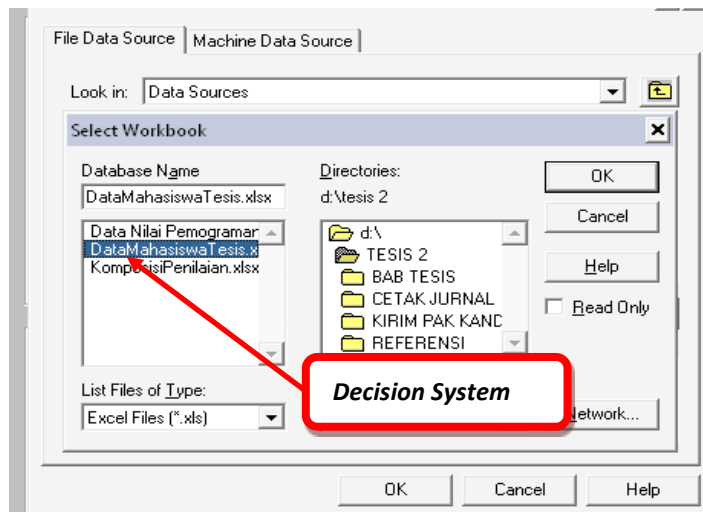 File Data Source Machine Data Source
Look in: Data Sources
Select Workbook
Database Name
DataMahasiswaTesis.xlsx
Data Nilai Pemograman
DataMahasiswaTesis.x
KomposisiPenilaian.xlsx
List Files of Type:
Excel Files (*.xls)
Directories:
d:\tesis 2
d:\
TESIS 2
BAB TESIS
CETAK JURNAL
KIRIM PAK KAND
REFERENSI
Decision System
OK
Cancel
Help
Read Only
Network...
OK Cancel Help